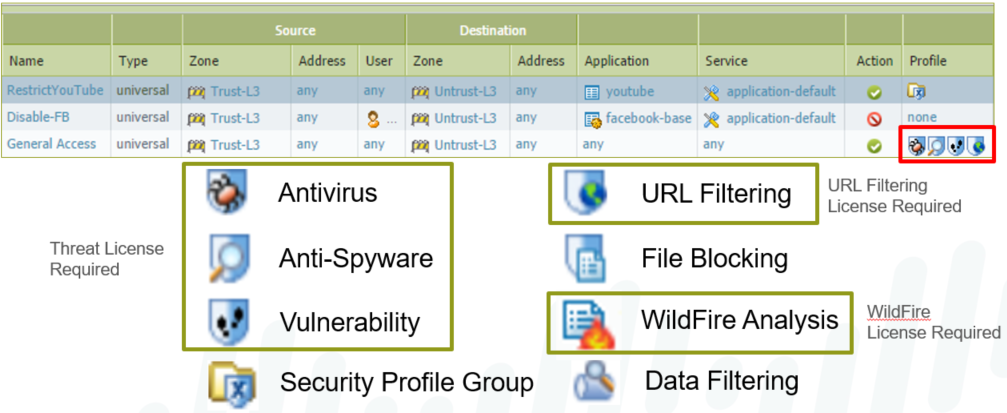 Source Destination
Name Type Zone Address User Zone Address Application Service Action Profile
RestrictYouTube universal Trust-L3 any any Untrust-L3 any youtube application-default
Disable-FB universal Trust-L3 any ... Untrust-L3 any facebook-base application-default none
General Access universal Trust-L3 any any Untrust-L3 any any any
Antivirus
Anti-Spyware
Vulnerability
Threat License
Required
Security Profile Group
URL Filtering
URL Filtering
License Required
File Blocking
WildFire Analysis
WildFire
License Required
Data Filtering